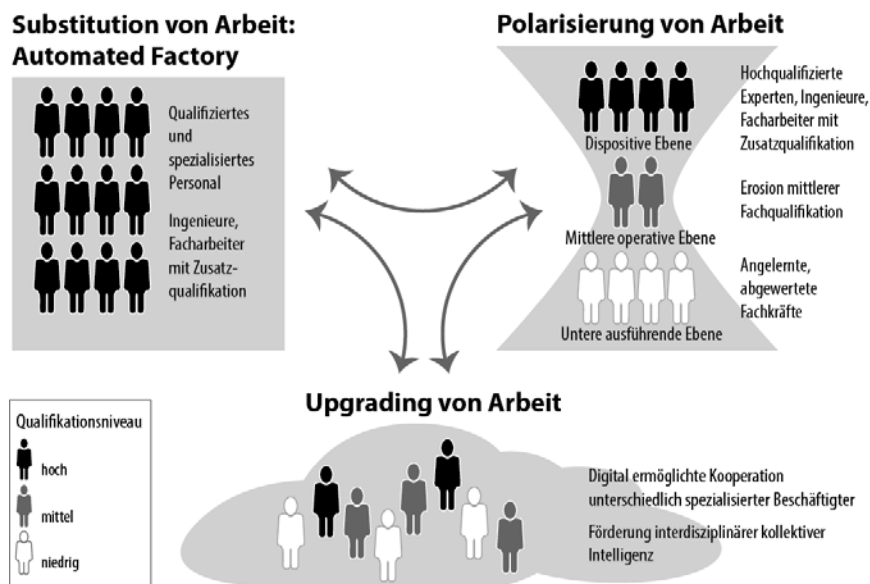 Substitution von Arbeit:
Automated Factory
Qualifiziertes
und
spezialisiertes
Personal
Ingenieure,
Facharbeiter
mit Zusatz-
qualifikation
Polarisierung von Arbeit
Dispositive Ebene
Hochqualifizierte
Experten, Ingenieure,
Facharbeiter mit
Zusatzqualifikation
Mittlere operative Ebene
Erosion mittlerer
Fachqualifikation
Untere ausführende Ebene
Angelernte,
abgewertete
Fachkräfte
Upgrading von Arbeit
Digital ermöglichte Kooperation
unterschiedlich spezialisierter Beschäftigter
Förderung interdisziplinärer kollektiver
Intelligenz
Qualifikationsniveau
hoch
mittel
niedrig